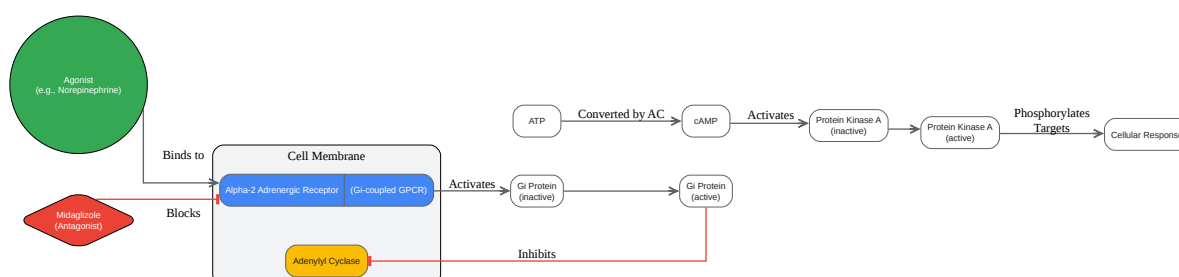 Agonist
(e.g., Norepinephrine)
Binds to
Midaglizole
(Antagonist)
Blocks
Cell Membrane
Alpha-2 Adrenergic Receptor
(Gi-coupled GPCR)
Adenylyl Cyclase
Activates
Gi Protein
(inactive)
Gi Protein
(active)
Inhibits
ATP
Converted by AC
cAMP
Activates
Protein Kinase A
(inactive)
Protein Kinase A
(active)
Phosphorylates
Targets
Cellular Response